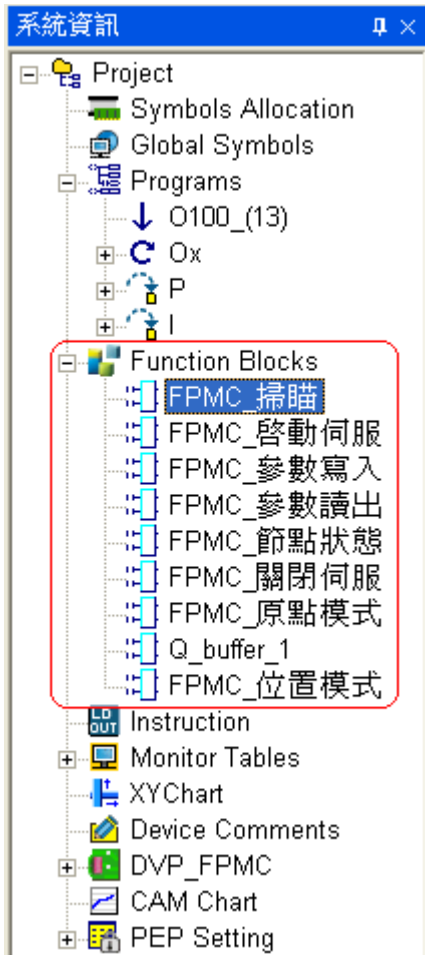 系統資訊
Project
Symbols Allocation
Global Symbols
Programs
O100_(13)
Ox
P
I
Function Blocks
FPMC_掃瞄
FPMC_啟動伺服
FPMC_參數寫入
FPMC_參數讀出
FPMC_節點狀態
FPMC_關閉伺服
FPMC_原點模式
Q_buffer_1
FPMC_位置模式
LD
OUT
Instruction
Monitor Tables
XYChart
Device Comments
DVP_FPMC
CAM Chart
PEP Setting